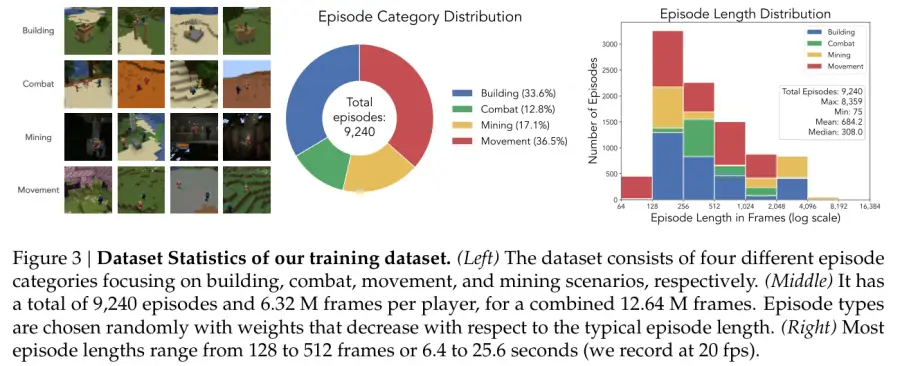 Building
Combat
Mining
Movement
Episode Category Distribution
Total
episodes:
9,240
Building (33.6%)
Combat (12.8%)
Mining (17.1%)
Movement (36.5%)
Episode Length Distribution
Number of Episodes
3000
2500
2000
1500
1000
500
0
Building
Combat
Mining
Movement
Total Episodes: 9,240
Max: 8,359
Min: 75
Mean: 684.2
Median: 308.0
64 128 256 512 1,024 2,048 4,096 8,192 16,384
Episode Length in Frames (log scale)
Figure 3 | Dataset Statistics of our training dataset. (Left) The dataset consists of four different episode
categories focusing on building, combat, movement, and mining scenarios, respectively. (Middle) It has
a total of 9,240 episodes and 6.32 M frames per player, for a combined 12.64 M frames. Episode types
are chosen randomly with weights that decrease with respect to the typical episode length. (Right) Most
episode lengths range from 128 to 512 frames or 6.4 to 25.6 seconds (we record at 20 fps).